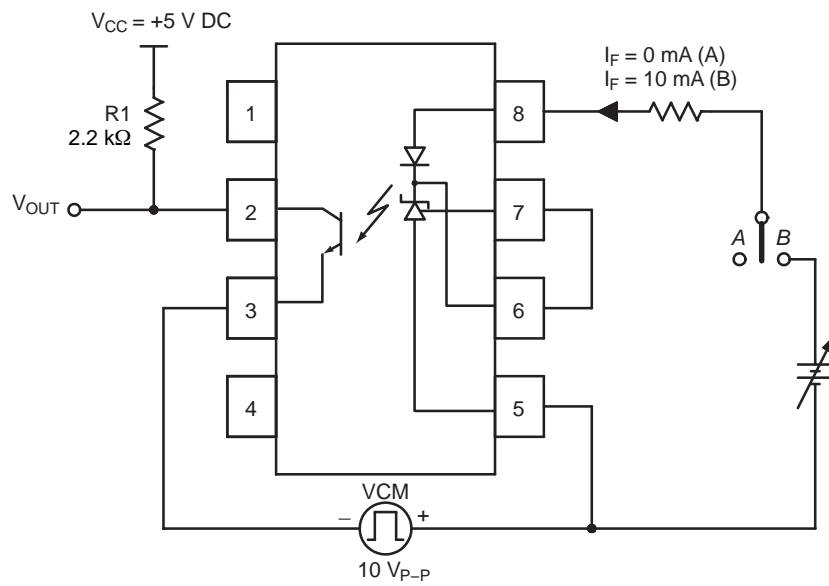 V_CC = +5 V DC
R1
2.2 kΩ
V_OUT
I_F = 0 mA (A)
I_F = 10 mA (B)
1
2
3
4
8
7
6
5
A
B
VCM
– +
10 V_P–P